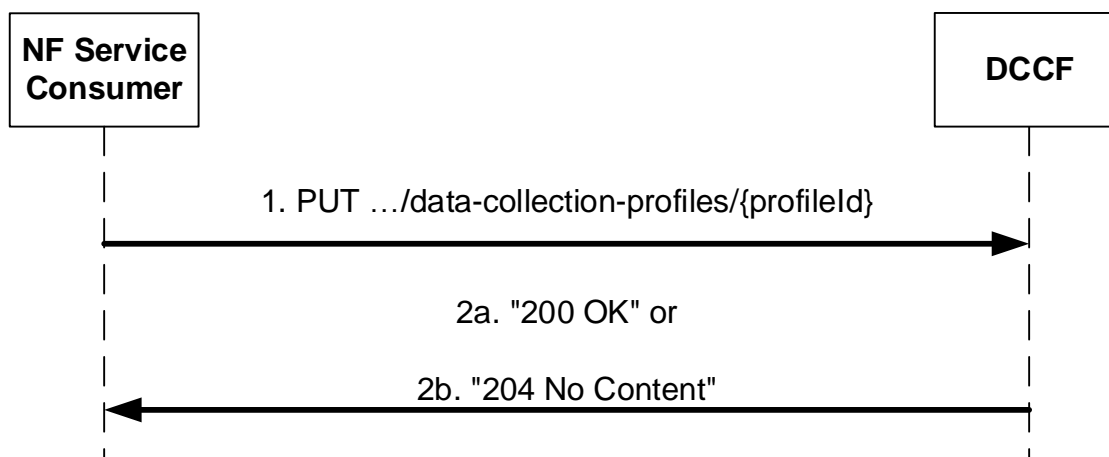 NF Service
Consumer
DCCF
1. PUT …/data-collection-profiles/{profileId}
2a. "200 OK" or
2b. "204 No Content"